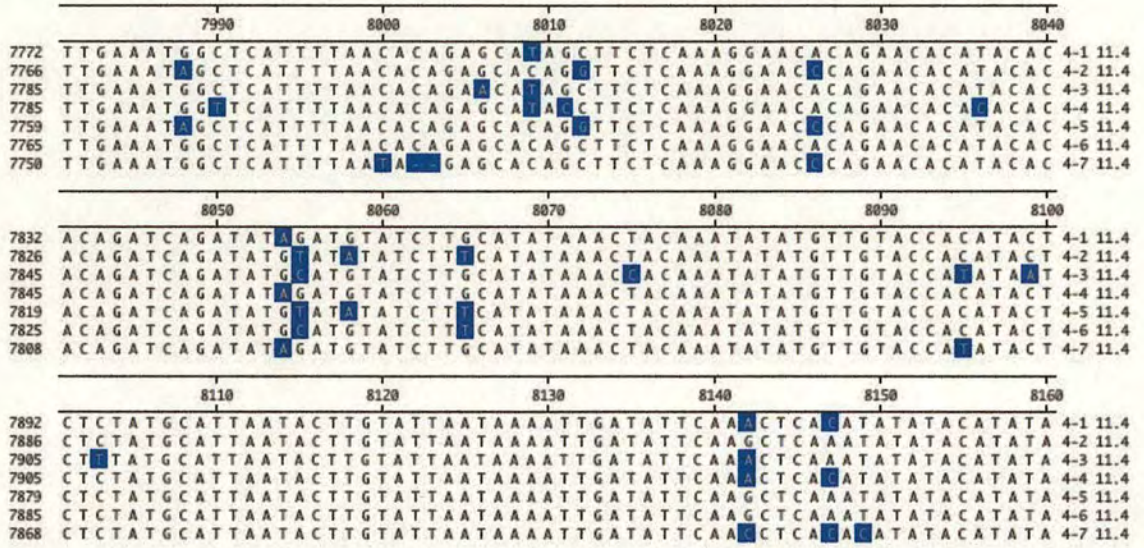 7990 8000 8010 8020 8030 8040
7772 TTGAAATGGCTCATTTTAACACAGAGCATAGCTTCTCAAAGGAACACAGAACACATACAC 4-1 11.4
7766 TTGAAATAGCTCATTTTAACACAGAGCACAGGTTCTCAAAGGAACCCAGAACACATACAC 4-2 11.4
7785 TTGAAATGGCTCATTTTAACACAGAACATAGCTTCTCAAAGGAACACAGAACACATACAC 4-3 11.4
7785 TTGAAATGGTTCATTTTAACACAGAGCATACCTTCTCAAAGGAACACAGAACACACACAC 4-4 11.4
7759 TTGAAATAGCTCATTTTAACACAGAGCACAGGTTCTCAAAGGAACCCAGAACACATACAC 4-5 11.4
7765 TTGAAATGGCTCATTTTAACACAGAGCACAGCTTCTCAAAGGAACACAGAACACATACAC 4-6 11.4
7750 TTGAAATGGCTCATTTTAATA--GAGCACAGCTTCTCAAAGGAACCCAGAACACATACAC 4-7 11.4
8050 8060 8070 8080 8090 8100
7832 ACAGATCAGATATAGATGTATCTTGCATATAAACTACAAATATATGTTGTACCACATACT 4-1 11.4
7826 ACAGATCAGATATGTATATATCTTTCATATAAACTACAAATATATGTTGTACCACATACT 4-2 11.4
7845 ACAGATCAGATATGCATGTATCTTGCATATAAACCACAAATATATGTTGTACCATATAAT 4-3 11.4
7845 ACAGATCAGATATAGATGTATCTTGCATATAAACTACAAATATATGTTGTACCACATACT 4-4 11.4
7819 ACAGATCAGATATGTATATATCTTTCATATAAACTACAAATATATGTTGTACCACATACT 4-5 11.4
7825 ACAGATCAGATATGCATGTATCTTTCATATAAACTACAAATATATGTTGTACCACATACT 4-6 11.4
7808 ACAGATCAGATATAGATGTATCTTGCATATAAACTACAAATATATGTTGTACCATATACT 4-7 11.4
8110 8120 8130 8140 8150 8160
7892 CTCTATGCATTAATACTTGTATTAATAAAATTGATATTCAAACTCACATATATACATATA 4-1 11.4
7886 CTCTATGCATTAATACTTGTATTAATAAAATTGATATTCAAGCTCAAATATATACATATA 4-2 11.4
7905 CTTTATGCATTAATACTTGTATTAATAAAATTGATATTCAAACTCAAATATATACATATA 4-3 11.4
7905 CTCTATGCATTAATACTTGTATTAATAAAATTGATATTCAAACTCACATATATACATATA 4-4 11.4
7879 CTCTATGCATTAATACTTGTATTAATAAAATTGATATTCAAGCTCAAATATATACATATA 4-5 11.4
7885 CTCTATGCATTAATACTTGTATTAATAAAATTGATATTCAAGCTCAAATATATACATATA 4-6 11.4
7868 CTCTATGCATTAATACTTGTATTAATAAAATTGATATTCAACCTCACACATATACATATA 4-7 11.4